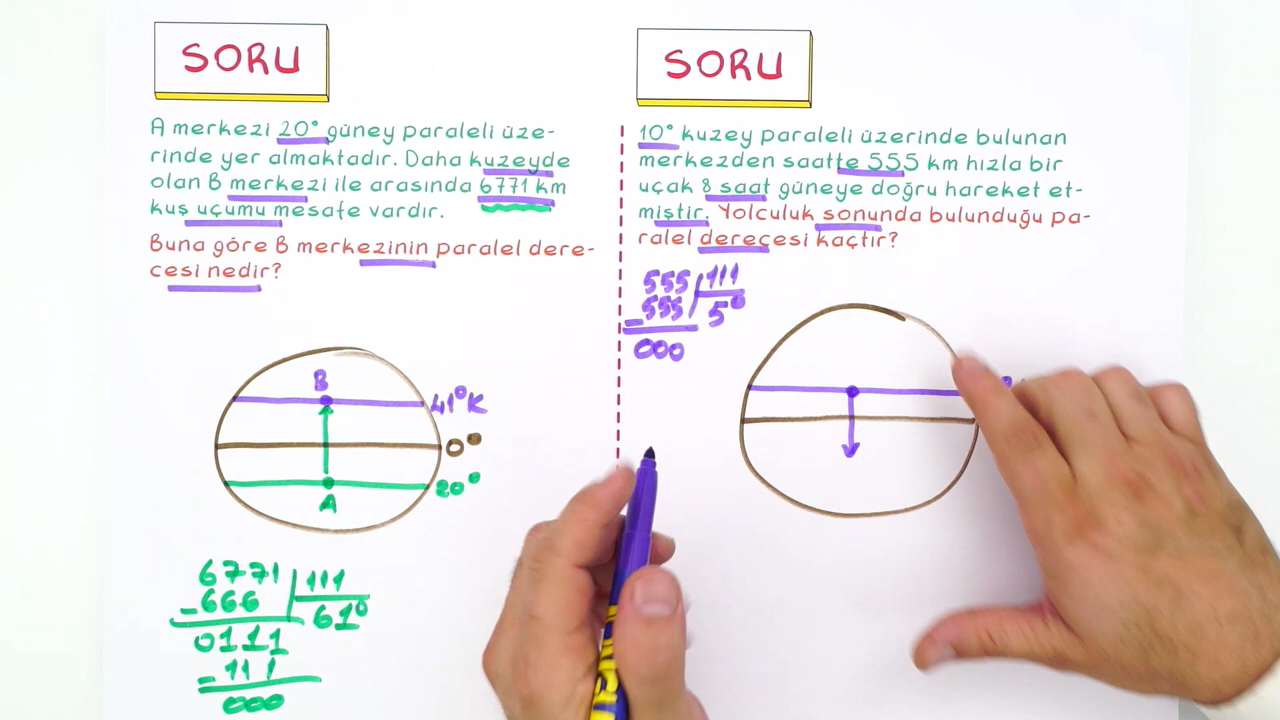 SORU
A merkezi 20° güney paraleli üze-
rinde yer almaktadır. Daha kuzeyde
olan B merkezi ile arasında 6771 km
kuş uçumu mesafe vardır.
Buna göre B merkezinin paralel dere-
cesi nedir?
B
41°K
0°
20°
A
6771 111
-666 61°
0111
-111
000
SORU
10° kuzey paraleli üzerinde bulunan
merkezden saatte 555 km hızla bir
uçak 8 saat güneye doğru hareket et-
miştir. Yolculuk sonunda bulunduğu pa-
ralel derecesi kaçtır?
555 111
-555 5°
000